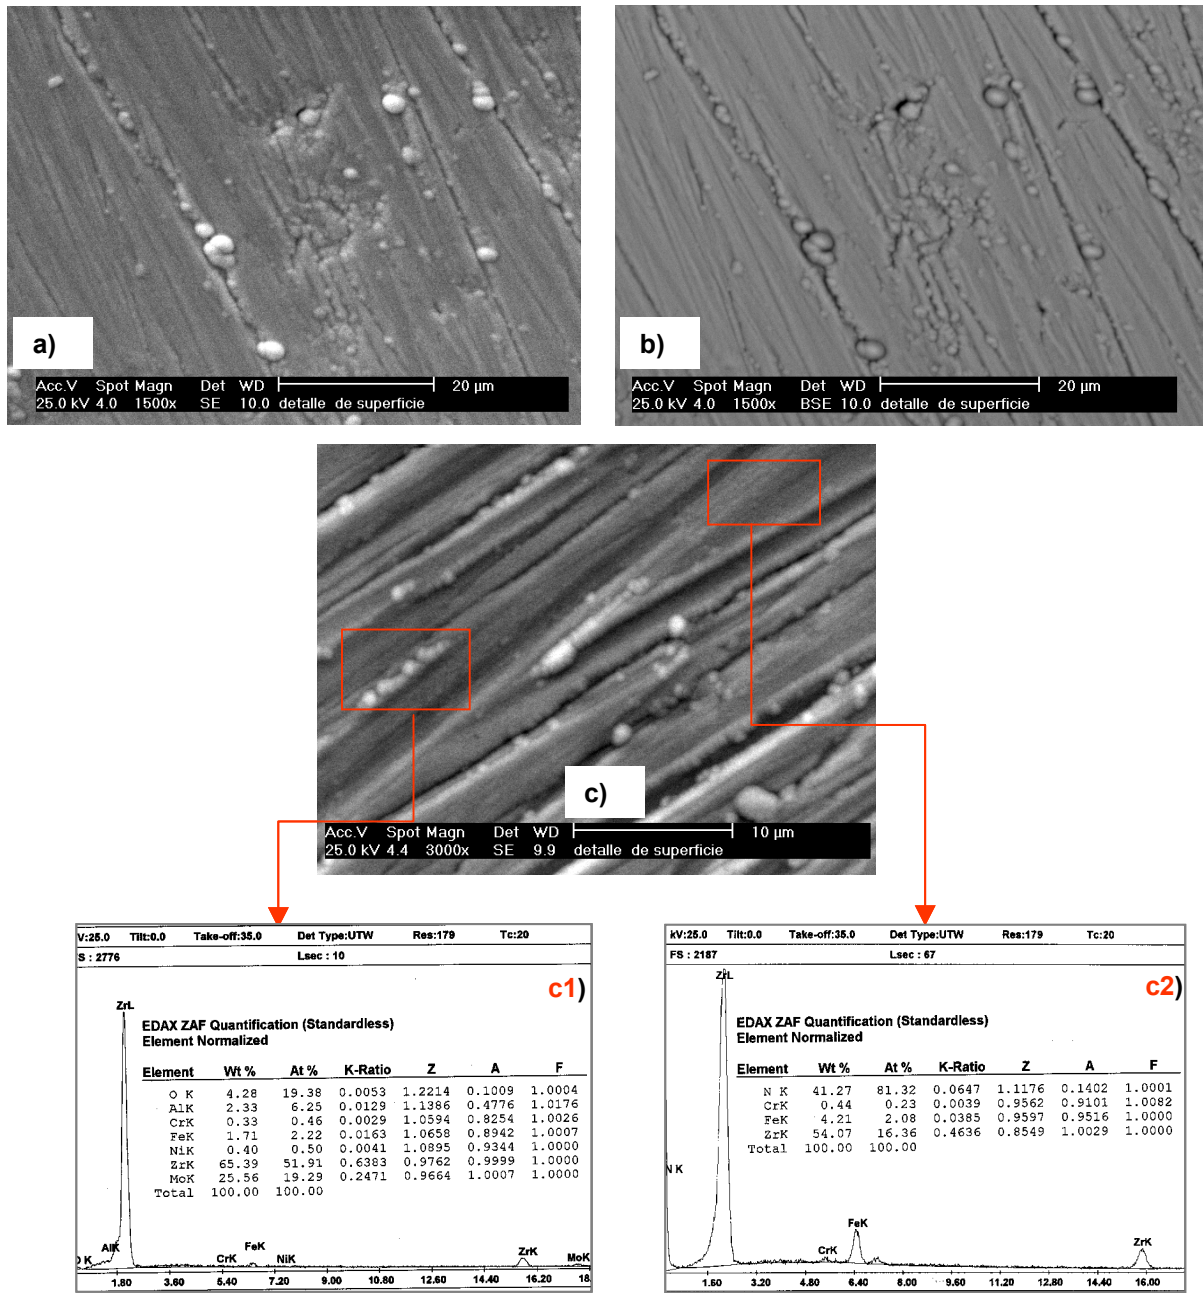 a)
Acc.V Spot Magn Det WD 20 µm
25.0 kV 4.0 1500x SE 10.0 detalle de superficie
b)
Acc.V Spot Magn Det WD 20 µm
25.0 kV 4.0 1500x BSE 10.0 detalle de superficie
c)
Acc.V Spot Magn Det WD 10 µm
25.0 kV 4.4 3000x SE 9.9 detalle de superficie
V:25.0 Tilt:0.0 Take-off:35.0 Det Type:UTW Res:179 Tc:20
S : 2776 Lsec : 10
c1)
ZrL
EDAX ZAF Quantification (Standardless)
Element Normalized
Element Wt % At % K-Ratio Z A F
O K 4.28 19.38 0.0053 1.2214 0.1009 1.0004
AlK 2.33 6.25 0.0129 1.1386 0.4776 1.0176
CrK 0.33 0.46 0.0029 1.0594 0.8254 1.0026
FeK 1.71 2.22 0.0163 1.0658 0.8942 1.0007
NiK 0.40 0.50 0.0041 1.0895 0.9344 1.0000
ZrK 65.39 51.91 0.6383 0.9762 0.9999 1.0000
MoK 25.56 19.29 0.2471 0.9664 1.0007 1.0000
Total 100.00 100.00
O K AlK CrK FeK NiK ZrK MoK
1.80 3.60 5.40 7.20 9.00 10.80 12.60 14.40 16.20 18.
kV:25.0 Tilt:0.0 Take-off:35.0 Det Type:UTW Res:179 Tc:20
FS : 2187 Lsec : 67
c2)
ZrL
EDAX ZAF Quantification (Standardless)
Element Normalized
Element Wt % At % K-Ratio Z A F
N K 41.27 81.32 0.0647 1.1176 0.1402 1.0001
CrK 0.44 0.23 0.0039 0.9562 0.9101 1.0082
FeK 4.21 2.08 0.0385 0.9597 0.9516 1.0000
ZrK 54.07 16.36 0.4636 0.8549 1.0029 1.0000
Total 100.00 100.00
N K
CrK FeK ZrK
1.60 3.20 4.80 6.40 8.00 9.60 11.20 12.80 14.40 16.00